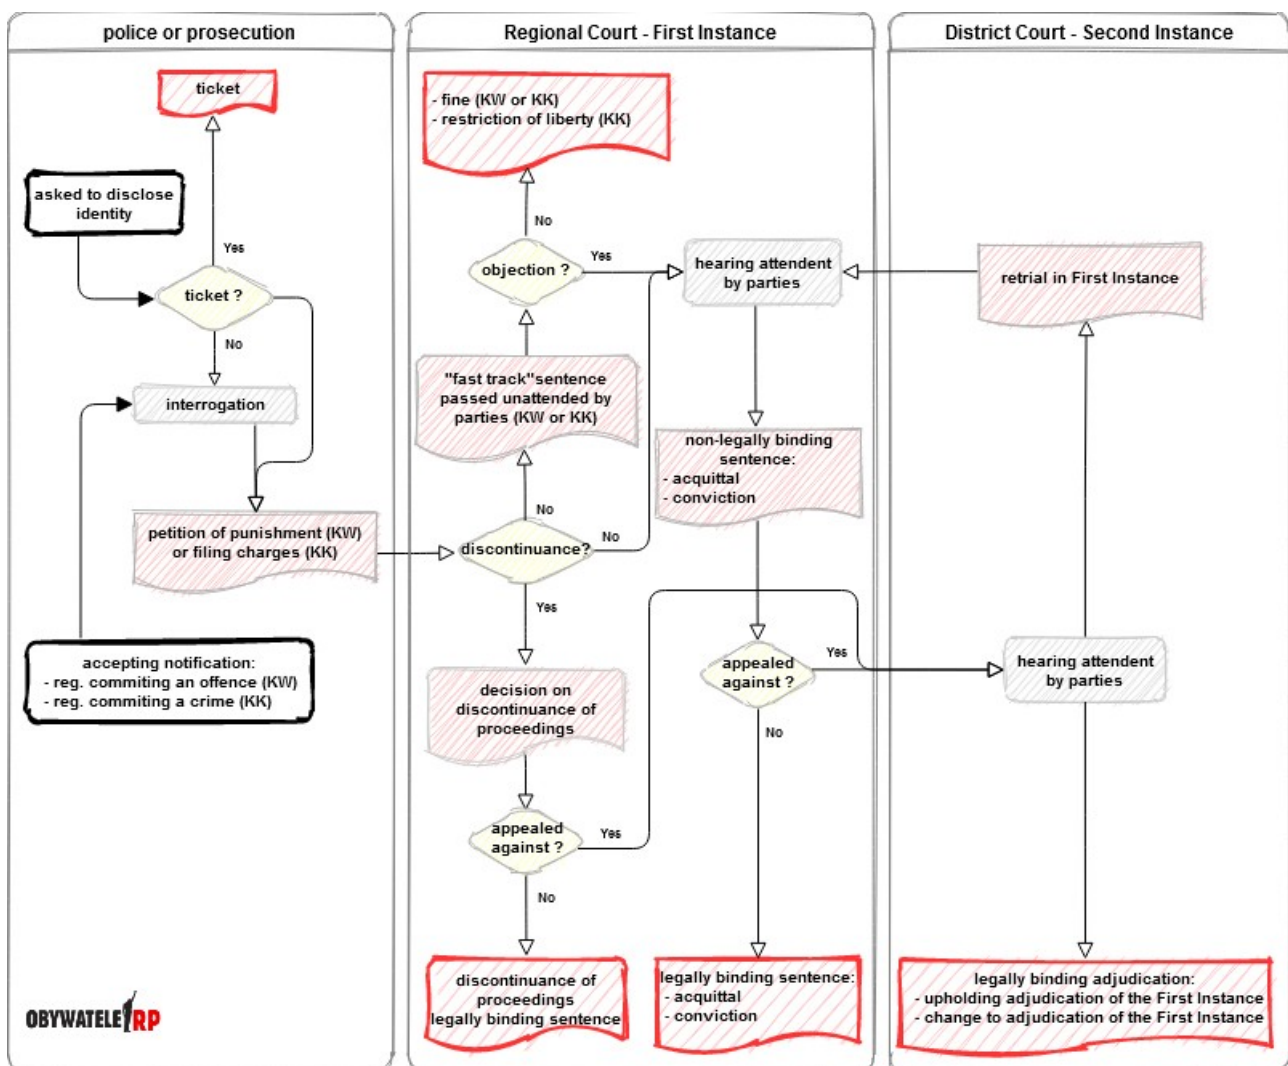 police or prosecution
ticket
asked to disclose
identity
Yes
ticket ?
No
interrogation
petition of punishment (KW)
or filing charges (KK)
accepting notification:
- reg. commiting an offence (KW)
- reg. commiting a crime (KK)
OBYWATELE RP
Regional Court - First Instance
- fine (KW or KK)
- restriction of liberty (KK)
No
objection ?
Yes
hearing attendent
by parties
"fast track"sentence
passed unattended by
parties (KW or KK)
non-legally binding
sentence:
- acquittal
- conviction
No
discontinuance?
No
Yes
decision on
discontinuance of
proceedings
appealed
against ?
Yes
No
appealed
against ?
Yes
No
discontinuance of
proceedings
legally binding sentence
legally binding sentence:
- acquittal
- conviction
District Court - Second Instance
retrial in First Instance
hearing attendent
by parties
legally binding adjudication:
- upholding adjudication of the First Instance
- change to adjudication of the First Instance